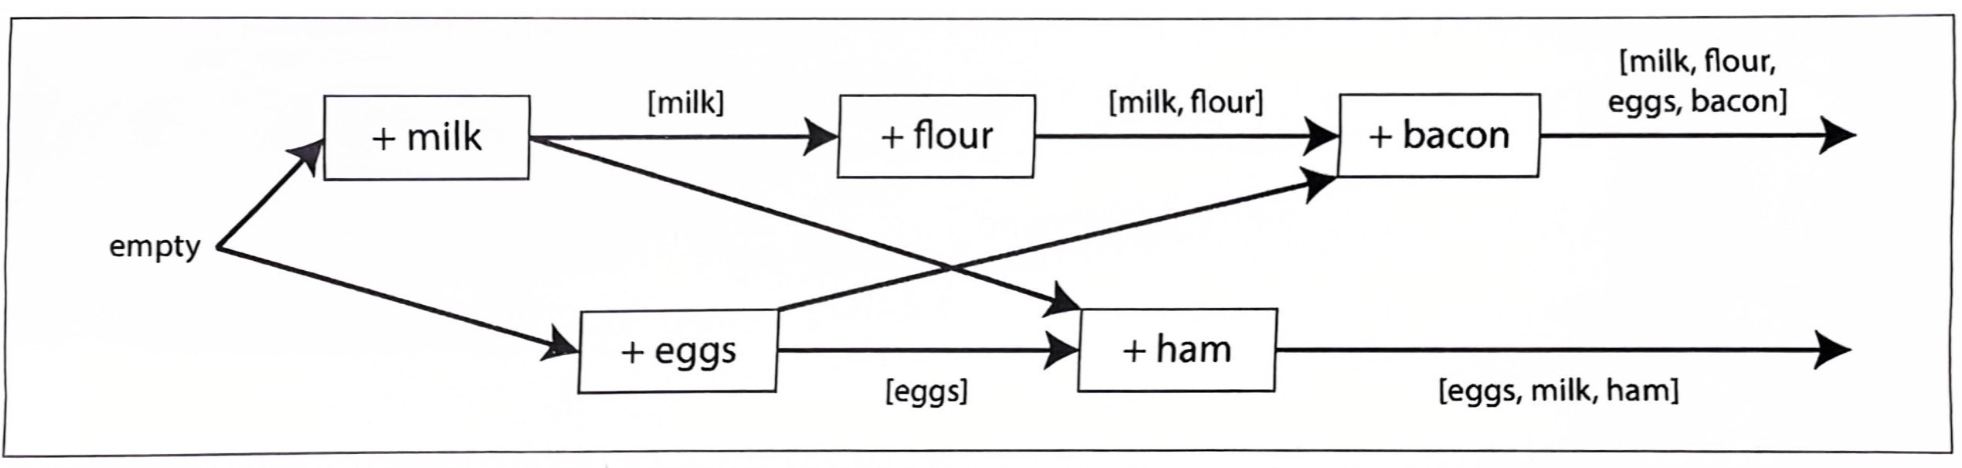 [milk, flour,
eggs, bacon]
[milk]
[milk, flour]
+ milk
+ flour
+ bacon
empty
+ eggs
+ ham
[eggs]
[eggs, milk, ham]